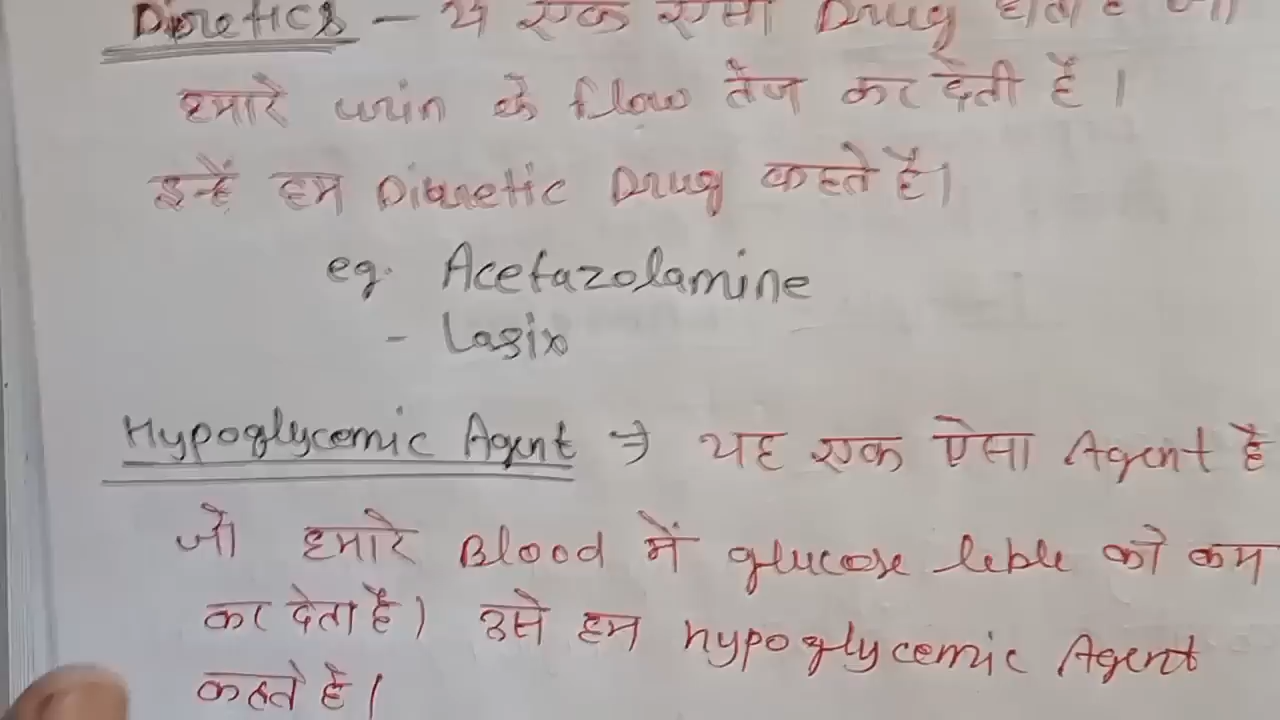 Diuretics - ये एक ऐसा Drug होता है जो
हमारे urin के flow तेज कर देती है।
इन्हें हम Diuretic Drug कहते है।
eg. Acetazolamine
- Lasix
Hypoglycemic Agent → यह एक ऐसा Agent है
जो हमारे Blood में glucose leble को कम
कर देता है। उसे हम hypoglycemic Agent
कहते है।